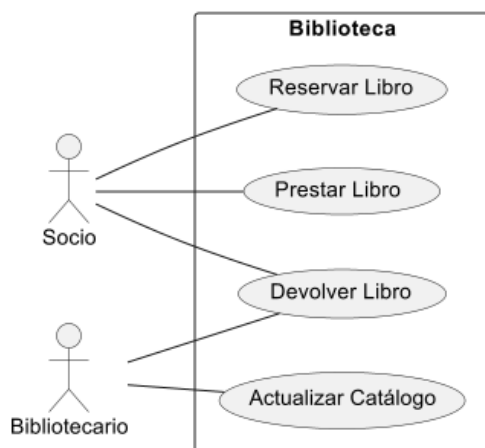 Biblioteca
Reservar Libro
Prestar Libro
Socio
Devolver Libro
Actualizar Catálogo
Bibliotecario